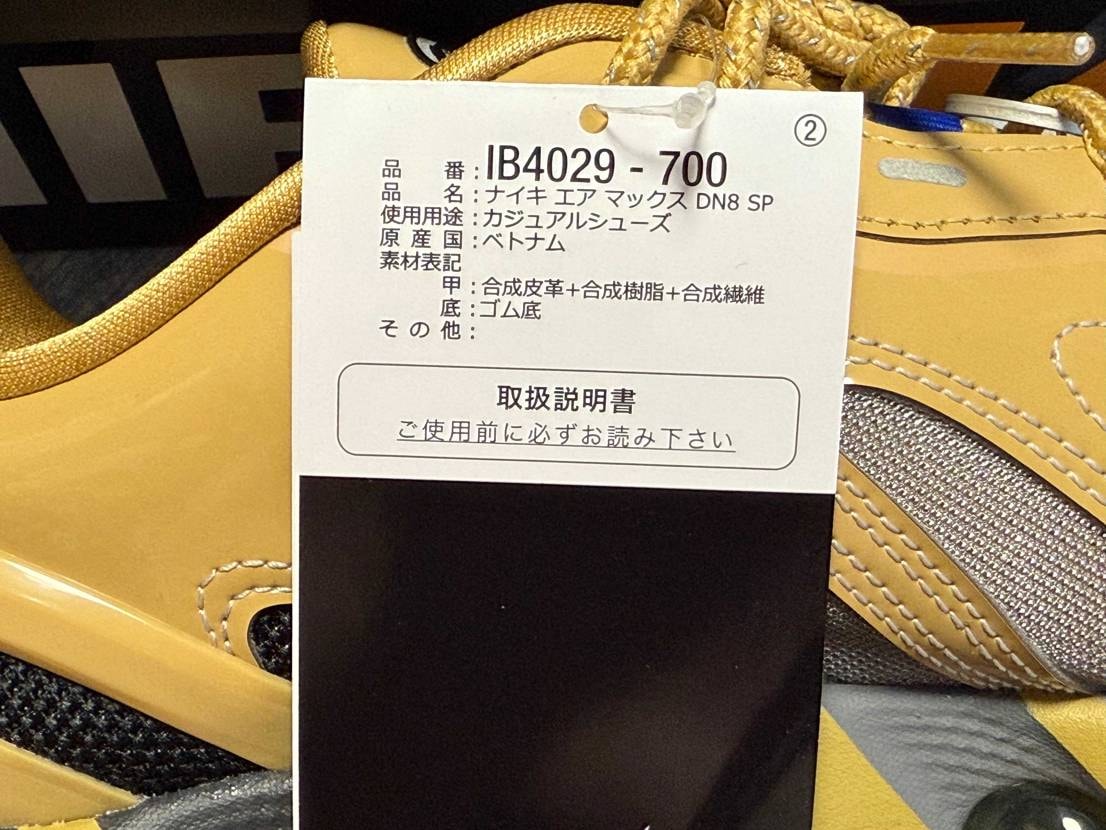 ②
品番:IB4029 - 700
品名:ナイキ エア マックス DN8 SP
使用用途:カジュアルシューズ
原産国:ベトナム
素材表記
甲:合成皮革+合成樹脂+合成繊維
底:ゴム底
その他:
取扱説明書
ご使用前に必ずお読み下さい